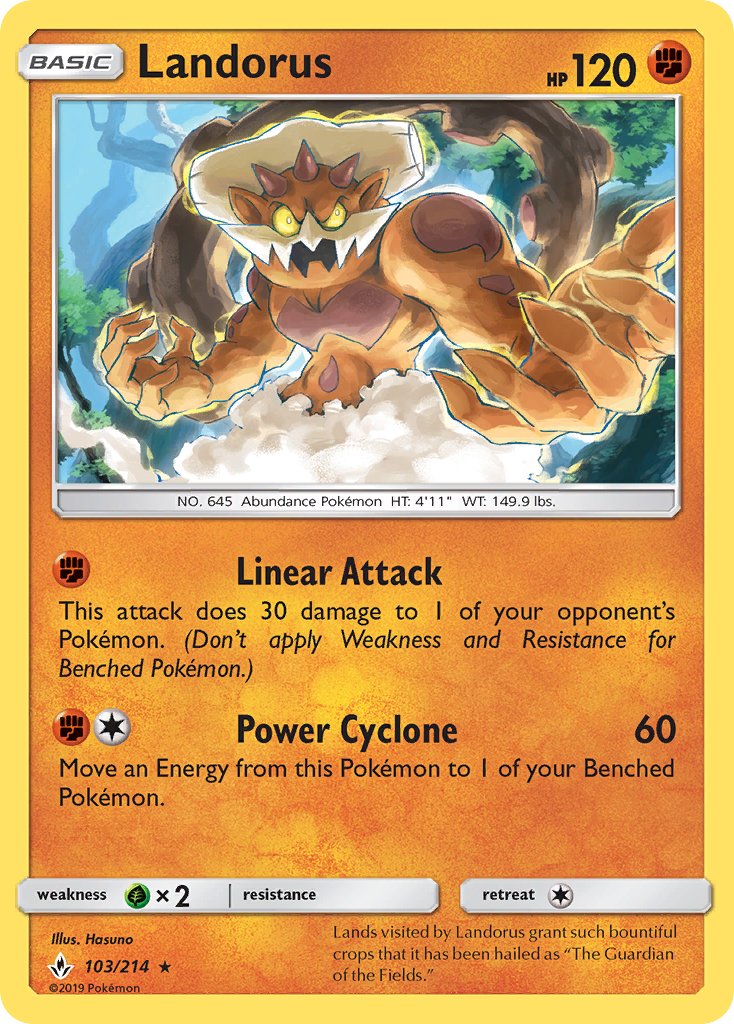 BASIC Landorus HP 120
NO. 645 Abundance Pokémon HT: 4'11" WT: 149.9 lbs.
Linear Attack
This attack does 30 damage to 1 of your opponent's
Pokémon. (Don't apply Weakness and Resistance for
Benched Pokémon.)
Power Cyclone 60
Move an Energy from this Pokémon to 1 of your Benched
Pokémon.
weakness ×2 resistance retreat
Illus. Hasuno
103/214 ★
©2019 Pokémon
Lands visited by Landorus grant such bountiful
crops that it has been hailed as "The Guardian
of the Fields."